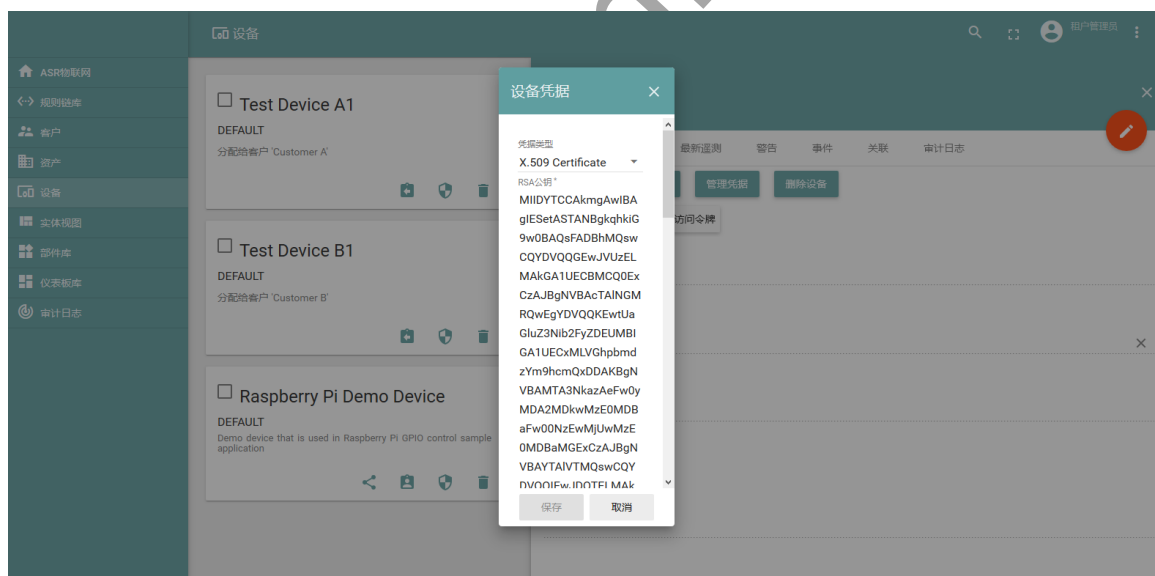 设备
租户管理员
ASR物联网
规则链库
客户
资产
设备
实体视图
部件库
仪表板库
审计日志
Test Device A1
DEFAULT
分配给客户 'Customer A'
Test Device B1
DEFAULT
分配给客户 'Customer B'
Raspberry Pi Demo Device
DEFAULT
Demo device that is used in Raspberry PI GPIO control sample
application
最新遥测 警告 事件 关联 审计日志
管理凭据 删除设备
访问令牌
设备凭据
凭据类型
X.509 Certificate
RSA公钥 *
MIIDYTCCAkmgAwIBA
gIESetASTANBgkqhkiG
9w0BAQsFADBhMQsw
CQYDVQQGEwJVUzEL
MAkGA1UECBMCQ0Ex
CzAJBgNVBAcTAlNGM
RQwEgYDVQQKEwtUa
GluZ3Nib2FyZDEUMBI
GA1UECxMLVGhpbmd
zYm9hcmQxDDAKBgN
VBAMTA3NkazAeFw0y
MDA2MDkwMzE0MDB
aFw00NzEwMjUwMzE
0MDBaMGExCzAJBgN
VBAYTAlVTMQswCQY
DVQQIEwJDQTELMAk
保存 取消